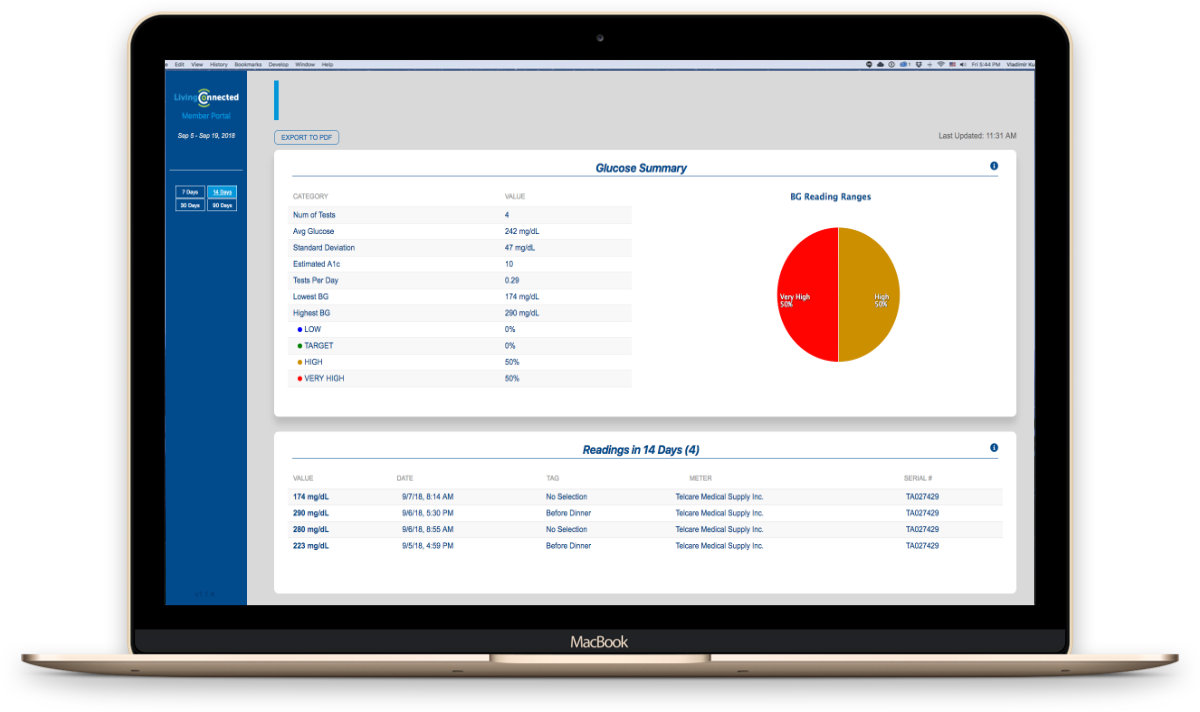 Edit View History Bookmarks Develop Window Help
Fri 5:44 PM Vladimir Ku
LivingConnected
Member Portal
Sep 5 - Sep 19, 2018
7 Days 14 Days
30 Days 90 Days
EXPORT TO PDF
Last Updated: 11:31 AM
Glucose Summary
CATEGORY VALUE
Num of Tests 4
Avg Glucose 242 mg/dL
Standard Deviation 47 mg/dL
Estimated A1c 10
Tests Per Day 0.29
Lowest BG 174 mg/dL
Highest BG 290 mg/dL
LOW 0%
TARGET 0%
HIGH 50%
VERY HIGH 50%
BG Reading Ranges
Very High
50%
High
50%
Readings in 14 Days (4)
VALUE DATE TAG METER SERIAL #
174 mg/dL 9/7/18, 8:14 AM No Selection Telcare Medical Supply Inc. TA027429
290 mg/dL 9/6/18, 5:30 PM Before Dinner Telcare Medical Supply Inc. TA027429
280 mg/dL 9/6/18, 8:55 AM No Selection Telcare Medical Supply Inc. TA027429
223 mg/dL 9/5/18, 4:59 PM Before Dinner Telcare Medical Supply Inc. TA027429
MacBook